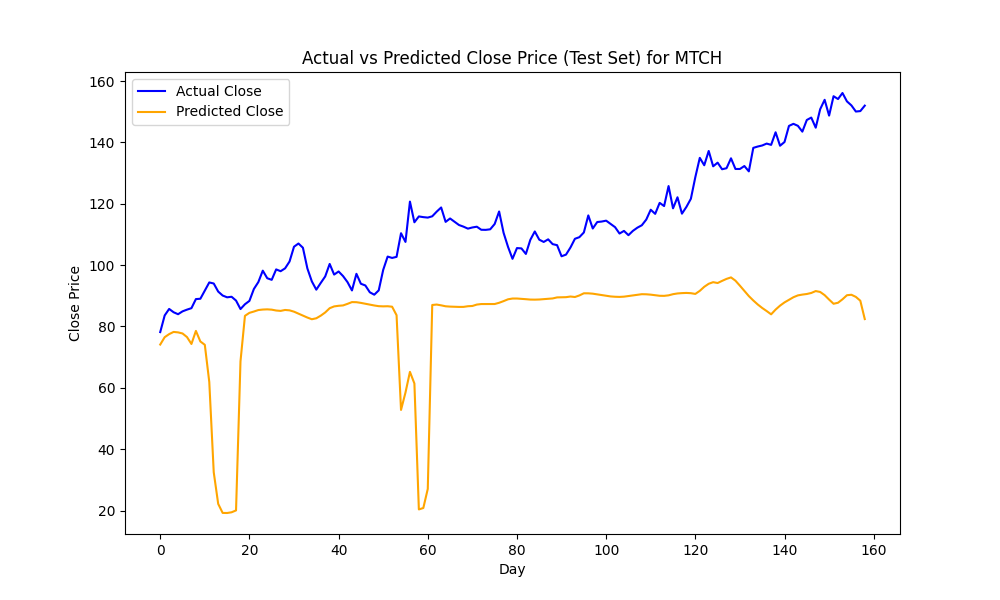 Actual vs Predicted Close Price (Test Set) for MTCH
Actual Close
Predicted Close
160
140
120
100
80
60
40
20
Close Price
0 20 40 60 80 100 120 140 160
Day